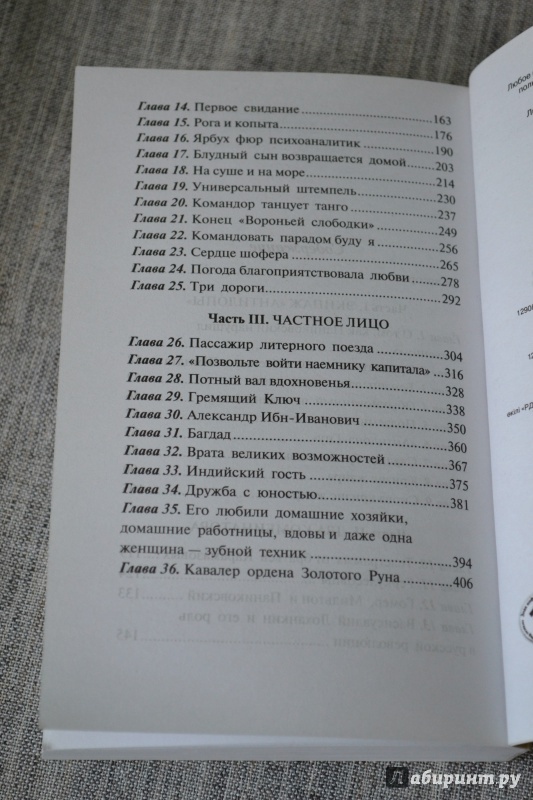 Глава 14. Первое свидание 163
Глава 15. Рога и копыта 176
Глава 16. Ярбух фюр психоаналитик 190
Глава 17. Блудный сын возвращается домой 203
Глава 18. На суше и на море 214
Глава 19. Универсальный штемпель 230
Глава 20. Командор танцует танго 237
Глава 21. Конец «Вороньей слободки» 249
Глава 22. Командовать парадом буду я 256
Глава 23. Сердце шофера 265
Глава 24. Погода благоприятствовала любви 278
Глава 25. Три дороги 292
Часть III. ЧАСТНОЕ ЛИЦО
Глава 26. Пассажир литерного поезда 304
Глава 27. «Позвольте войти наемнику капитала» 316
Глава 28. Потный вал вдохновенья 328
Глава 29. Гремящий Ключ 338
Глава 30. Александр Ибн-Иванович 350
Глава 31. Багдад 360
Глава 32. Врата великих возможностей 367
Глава 33. Индийский гость 375
Глава 34. Дружба с юностью 381
Глава 35. Его любили домашние хозяйки,
домашние работницы, вдовы и даже одна
женщина — зубной техник 394
Глава 36. Кавалер ордена Золотого Руна 406
Любое
Лабиринт.ру